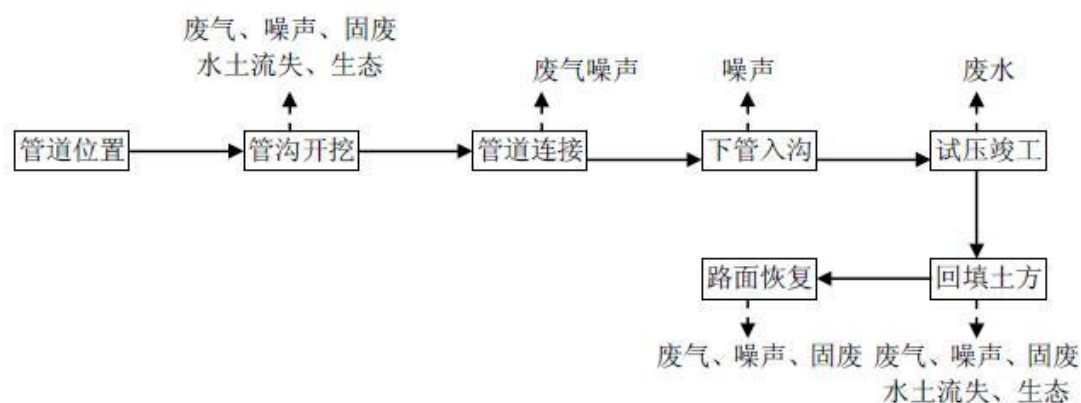 废气、噪声、固废
水土流失、生态
废气噪声
噪声
废水
管道位置
管沟开挖
管道连接
下管入沟
试压竣工
路面恢复
回填土方
废气、噪声、固废
废气、噪声、固废
水土流失、生态